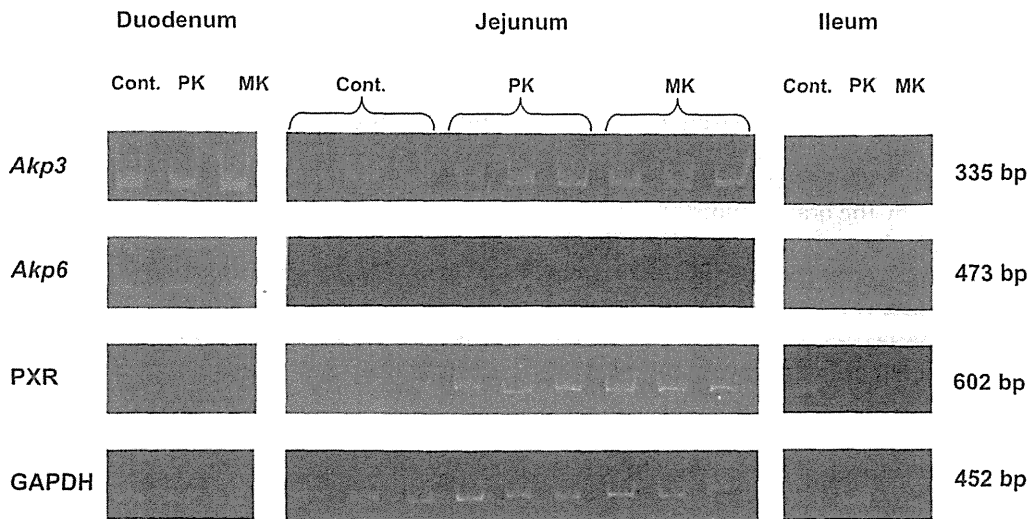 Duodenum Jejunum Ileum
Cont. PK MK Cont. PK MK Cont. PK MK
Akp3 335 bp
Akp6 473 bp
PXR 602 bp
GAPDH 452 bp